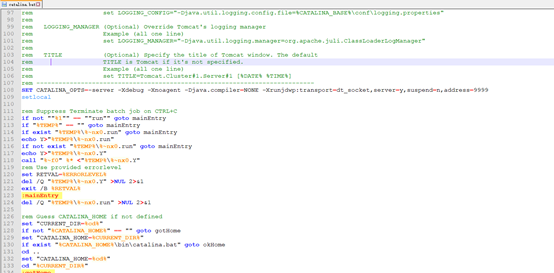 catalina.bat
97 rem set LOGGING_CONFIG="-Djava.util.logging.config.file=%CATALINA_BASE%\conf\logging.properties"
98 rem
99 rem LOGGING_MANAGER (Optional) Override Tomcat's logging manager
100 rem Example (all one line)
101 rem set LOGGING_MANAGER="-Djava.util.logging.manager=org.apache.juli.ClassLoaderLogManager"
102 rem
103 rem TITLE (Optional) Specify the title of Tomcat window. The default
104 rem TITLE is Tomcat if it's not specified.
105 rem Example (all one line)
106 rem set TITLE=Tomcat.Cluster#1.Server#1 [%DATE% %TIME%]
107 rem ---------------------------------------------------------------------------
108 SET CATALINA_OPTS=-server -Xdebug -Xnoagent -Djava.compiler=NONE -Xrunjdwp:transport=dt_socket,server=y,suspend=n,address=9999
109 setlocal
110
111 rem Suppress Terminate batch job on CTRL+C
112 if not ""%1"" == ""run"" goto mainEntry
113 if "%TEMP%" == "" goto mainEntry
114 if exist "%TEMP%\%~nx0.run" goto mainEntry
115 echo Y>"%TEMP%\%~nx0.run"
116 if not exist "%TEMP%\%~nx0.run" goto mainEntry
117 echo Y>"%TEMP%\%~nx0.Y"
118 call "%~f0" %* <"%TEMP%\%~nx0.Y"
119 rem Use provided errorlevel
120 set RETVAL=%ERRORLEVEL%
121 del /Q "%TEMP%\%~nx0.Y" >NUL 2>&1
122 exit /B %RETVAL%
123 :mainEntry
124 del /Q "%TEMP%\%~nx0.run" >NUL 2>&1
125
126 rem Guess CATALINA_HOME if not defined
127 set "CURRENT_DIR=%cd%"
128 if not "%CATALINA_HOME%" == "" goto gotHome
129 set "CATALINA_HOME=%CURRENT_DIR%"
130 if exist "%CATALINA_HOME%\bin\catalina.bat" goto okHome
131 cd ..
132 set "CATALINA_HOME=%cd%"
133 cd "%CURRENT_DIR%"
134 :gotHome